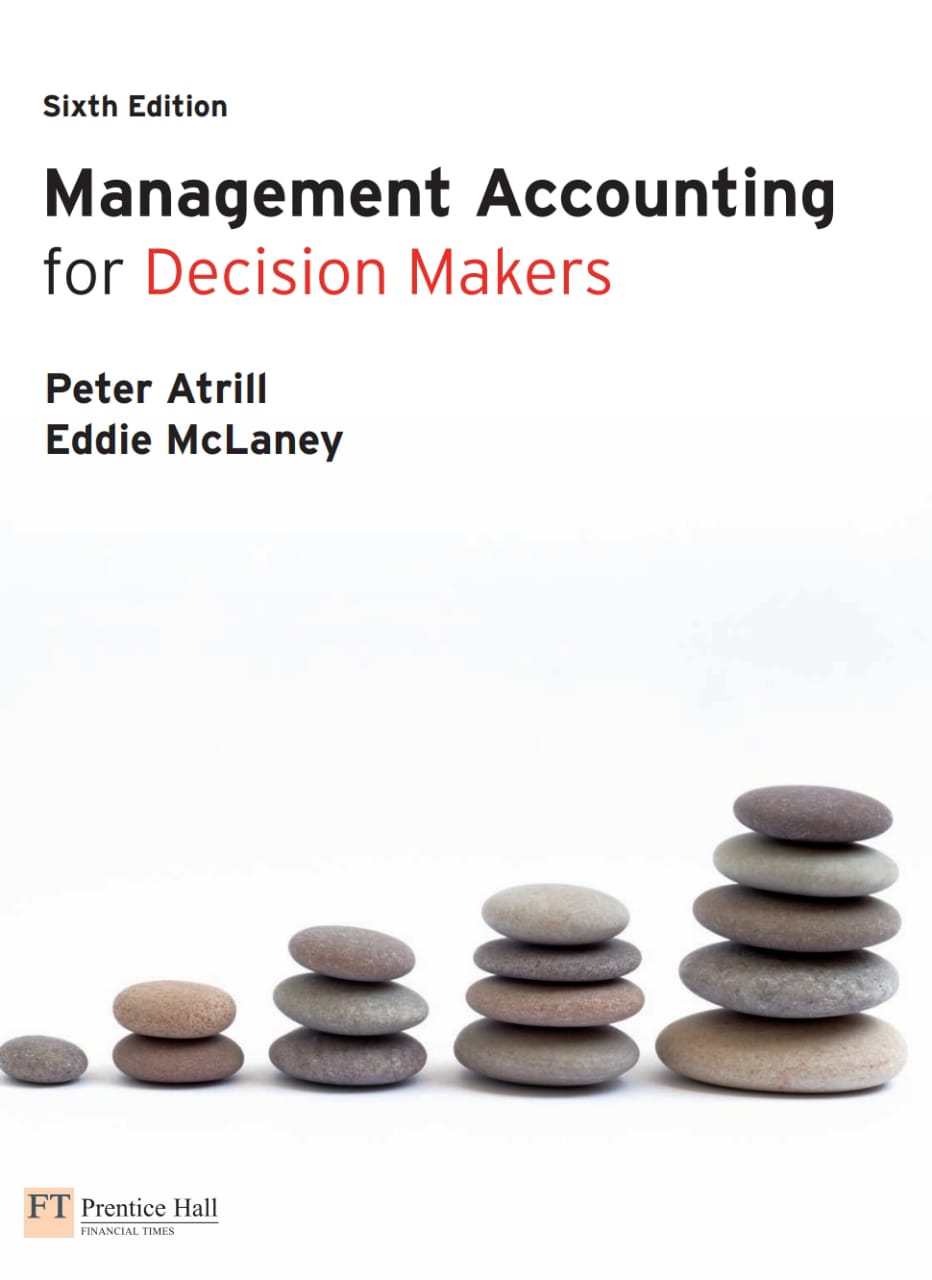 Sixth Edition
Management Accounting
for Decision Makers
Peter Atrill
Eddie McLaney
FT Prentice Hall
FINANCIAL TIMES